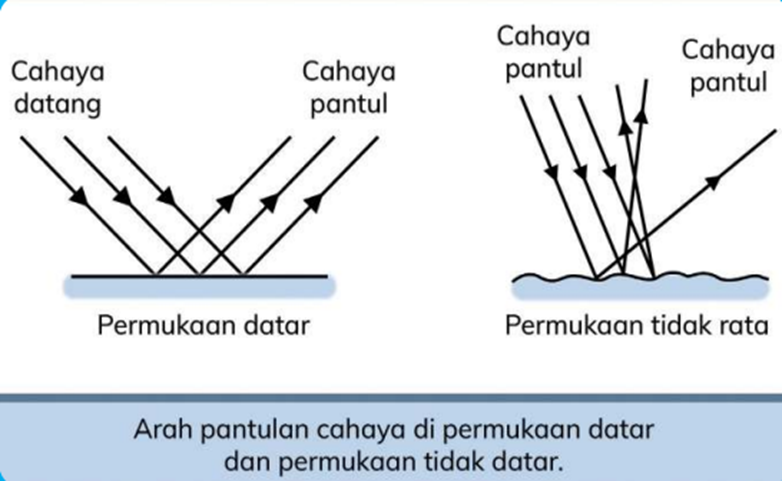 Cahaya
datang
Cahaya
pantul
Permukaan datar
Cahaya
pantul
Cahaya
pantul
Permukaan tidak rata
Arah pantulan cahaya di permukaan datar
dan permukaan tidak datar.